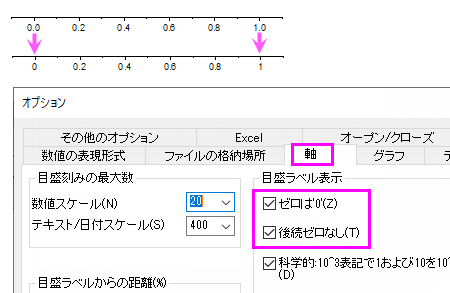 0.0 0.2 0.4 0.6 0.8 1.0
0 0.2 0.4 0.6 0.8 1
オプション
その他のオプション Excel オープン/クローズ
数値の表現形式 ファイルの格納場所 軸 グラフ
目盛刻みの最大数
数値スケール(N) 20
テキスト/日付スケール(S) 400
目盛ラベルからの距離(%)
目盛ラベル表示
ゼロは'0'(Z)
後続ゼロなし(T)
科学的:10^3表記で1および10を10^
(D)